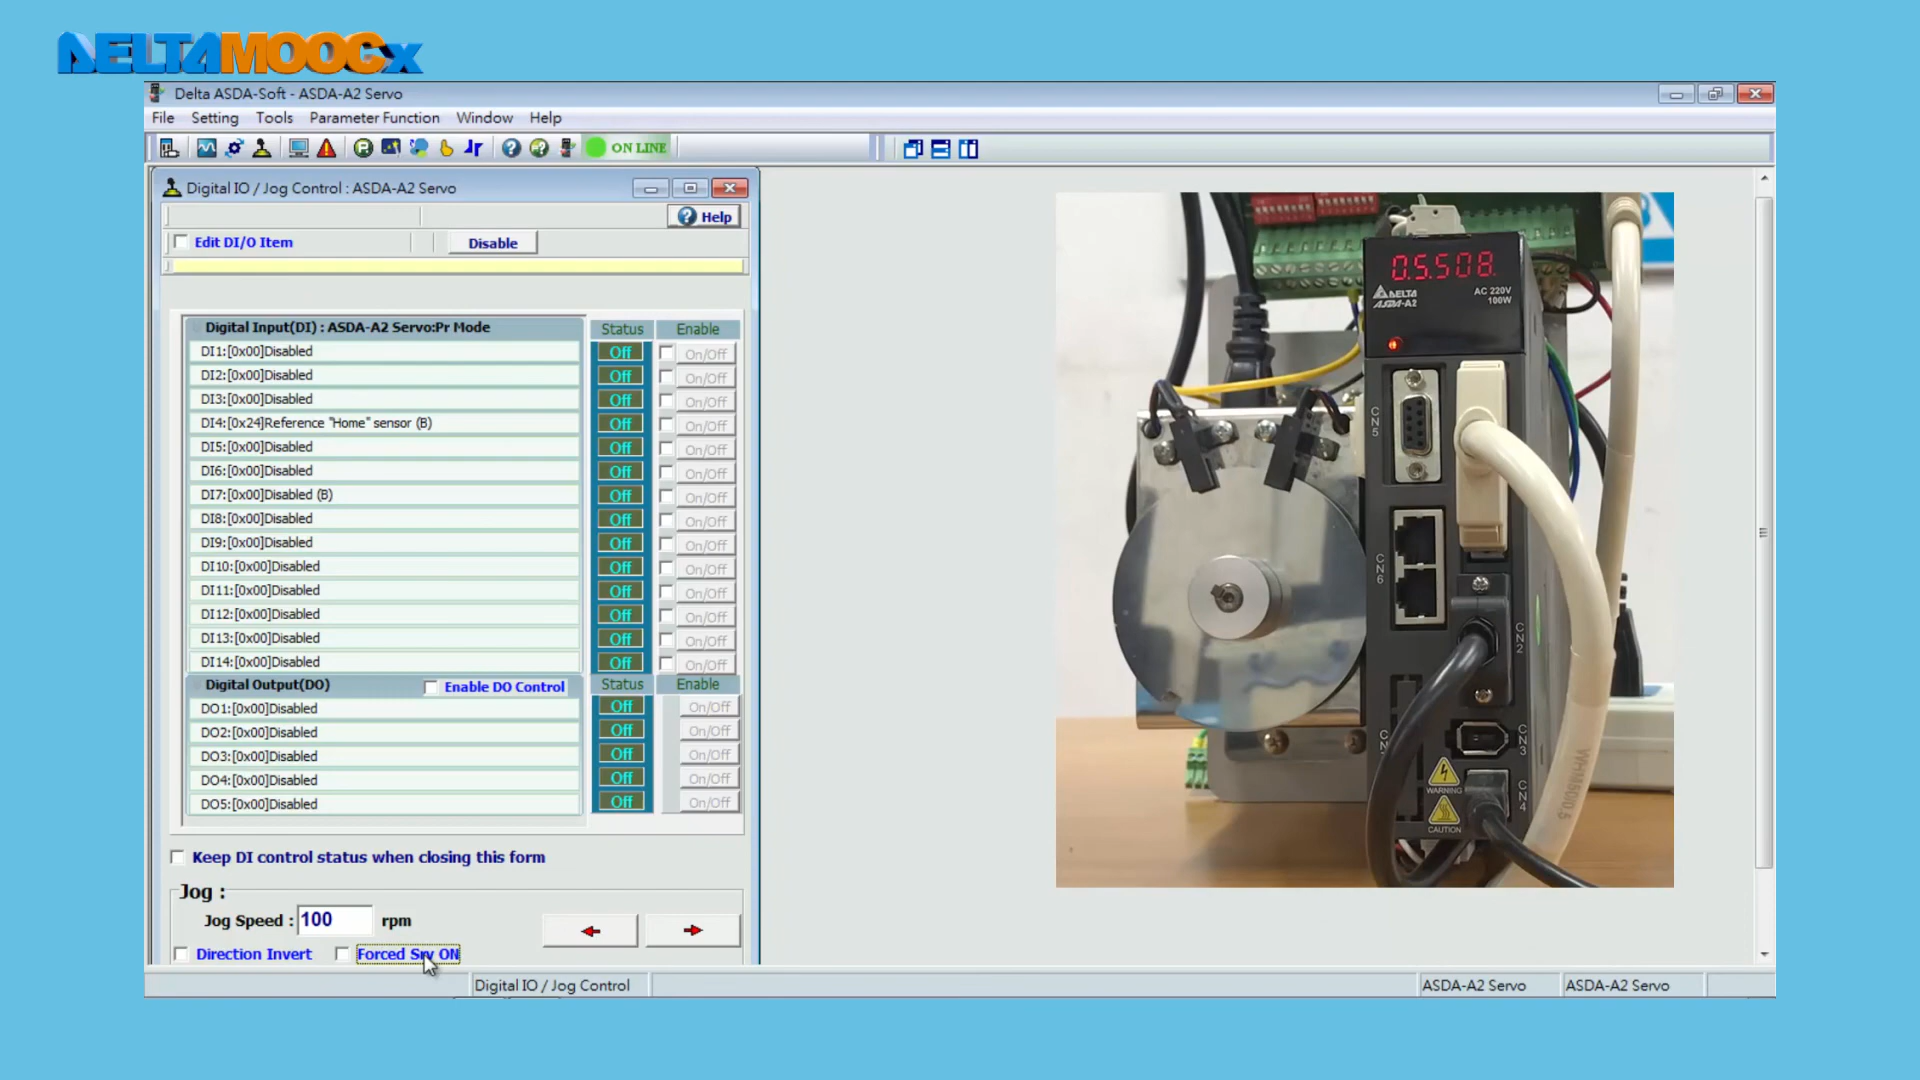 DELTAMOOCx
Delta ASDA-Soft - ASDA-A2 Servo
File Setting Tools Parameter Function Window Help
ON LINE
Digital IO / Jog Control : ASDA-A2 Servo
Help
Edit DI/O Item Disable
Digital Input(DI) : ASDA-A2 Servo:Pr Mode Status Enable
DI1:[0x00]Disabled Off On/Off
DI2:[0x00]Disabled Off On/Off
DI3:[0x00]Disabled Off On/Off
DI4:[0x24]Reference "Home" sensor (B) Off On/Off
DI5:[0x00]Disabled Off On/Off
DI6:[0x00]Disabled Off On/Off
DI7:[0x00]Disabled (B) Off On/Off
DI8:[0x00]Disabled Off On/Off
DI9:[0x00]Disabled Off On/Off
DI10:[0x00]Disabled Off On/Off
DI11:[0x00]Disabled Off On/Off
DI12:[0x00]Disabled Off On/Off
DI13:[0x00]Disabled Off On/Off
DI14:[0x00]Disabled Off On/Off
Digital Output(DO) Enable DO Control Status Enable
DO1:[0x00]Disabled Off On/Off
DO2:[0x00]Disabled Off On/Off
DO3:[0x00]Disabled Off On/Off
DO4:[0x00]Disabled Off On/Off
DO5:[0x00]Disabled Off On/Off
Keep DI control status when closing this form
Jog :
Jog Speed : 100 rpm
Direction Invert Forced Srv ON
Digital IO / Jog Control ASDA-A2 Servo ASDA-A2 Servo
0.5.508
DELTA
ASDA-A2
AC 220V
100W
CN5
CN6
CN2
CN3
CN4
WARNING
CAUTION